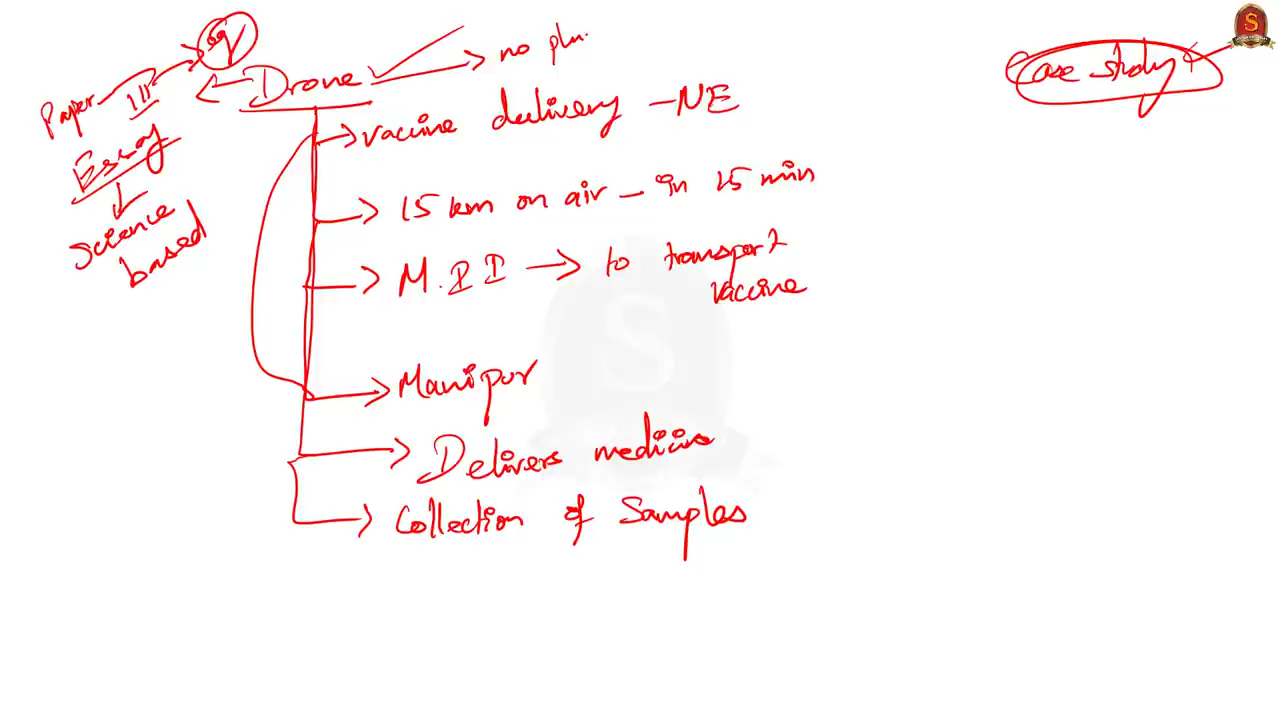 Case study
Drone
no
Paper III
Essay
Science
based
vaccine delivery - NE
15 km on air - in 15 min
M.I I → to transport
vaccine
Manipur
Delivers medicine
Collection of Samples
S
S